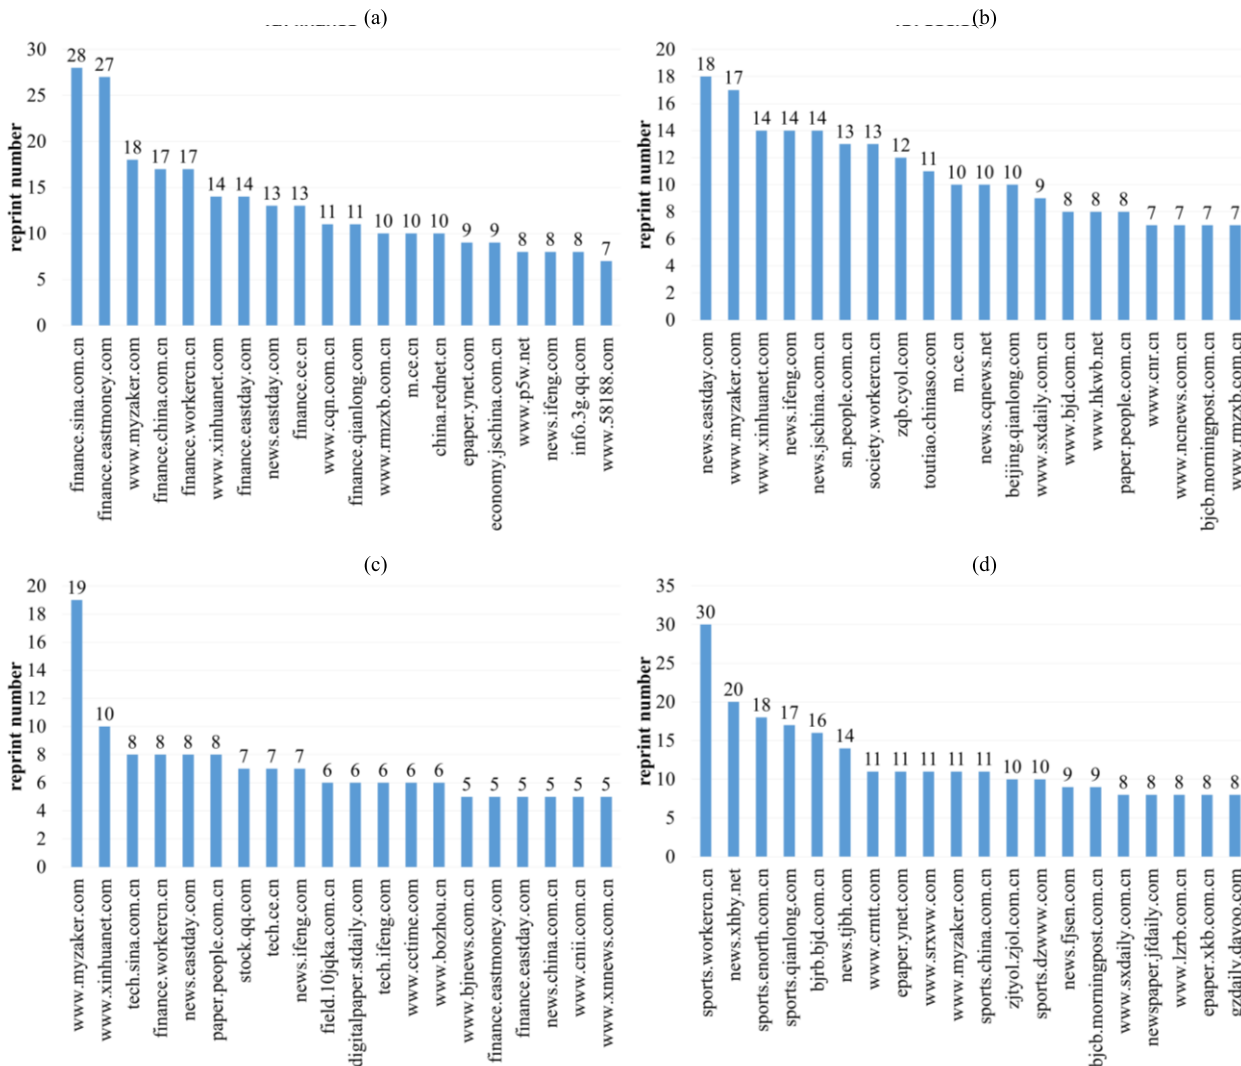 (a)
reprint number
30
25
20
15
10
5
0
28
27
18
17
17
14
14
13
13
11
11
10
10
10
9
9
8
8
8
7
finance.sina.com.cn
finance.eastmoney.com
www.myzaker.com
finance.china.com.cn
finance.workercn.cn
www.xinhuanet.com
finance.eastday.com
news.eastday.com
finance.ce.cn
www.cqn.com.cn
finance.qianlong.com
www.rmzxb.com.cn
m.ce.cn
china.rednet.cn
epaper.ynet.com
economy.jschina.com.cn
www.p5w.net
news.ifeng.com
info.3g.qq.com
www.58188.com
(b)
reprint number
20
18
16
14
12
10
8
6
4
2
0
18
17
14
14
14
13
13
12
11
10
10
10
9
8
8
8
7
7
7
7
news.eastday.com
www.myzaker.com
www.xinhuanet.com
news.ifeng.com
news.jschina.com.cn
sn.people.com.cn
society.workercn.cn
zqb.cyol.com
toutiao.chinaso.com
m.ce.cn
news.cqnews.net
beijing.qianlong.com
www.sxdaily.com.cn
www.bjd.com.cn
www.hkwb.net
paper.people.com.cn
www.cnr.cn
www.ncnews.com.cn
bjcb.morningpost.com.cn
www.rmzxb.com.cn
(c)
reprint number
20
18
16
14
12
10
8
6
4
2
0
19
10
8
8
8
8
7
7
7
6
6
6
6
6
5
5
5
5
5
5
www.myzaker.com
www.xinhuanet.com
tech.sina.com.cn
finance.workercn.cn
news.eastday.com
paper.people.com.cn
stock.qq.com
tech.ce.cn
news.ifeng.com
field.10jqka.com.cn
digitalpaper.stdaily.com
tech.ifeng.com
www.cctime.com
www.bozhou.cn
www.bjnews.com.cn
finance.eastmoney.com
finance.eastday.com
news.china.com.cn
www.cnii.com.cn
www.xnnews.com.cn
(d)
reprint number
35
30
25
20
15
10
5
0
30
20
18
17
16
14
11
11
11
11
11
10
10
9
9
8
8
8
8
8
sports.workercn.cn
news.xhby.net
sports.enorth.com.cn
sports.qianlong.com
bjrb.bjd.com.cn
news.tjbh.com
www.crntt.com
epaper.ynet.com
www.srxww.com
www.myzaker.com
sports.china.com.cn
zjtyol.zjol.com.cn
sports.dzwww.com
news.fjsen.com
bjcb.morningpost.com.cn
www.sxdaily.com.cn
newspaper.jfdaily.com
www.lzrb.com.cn
epaper.xkb.com.cn
gzdaily.dayoo.com